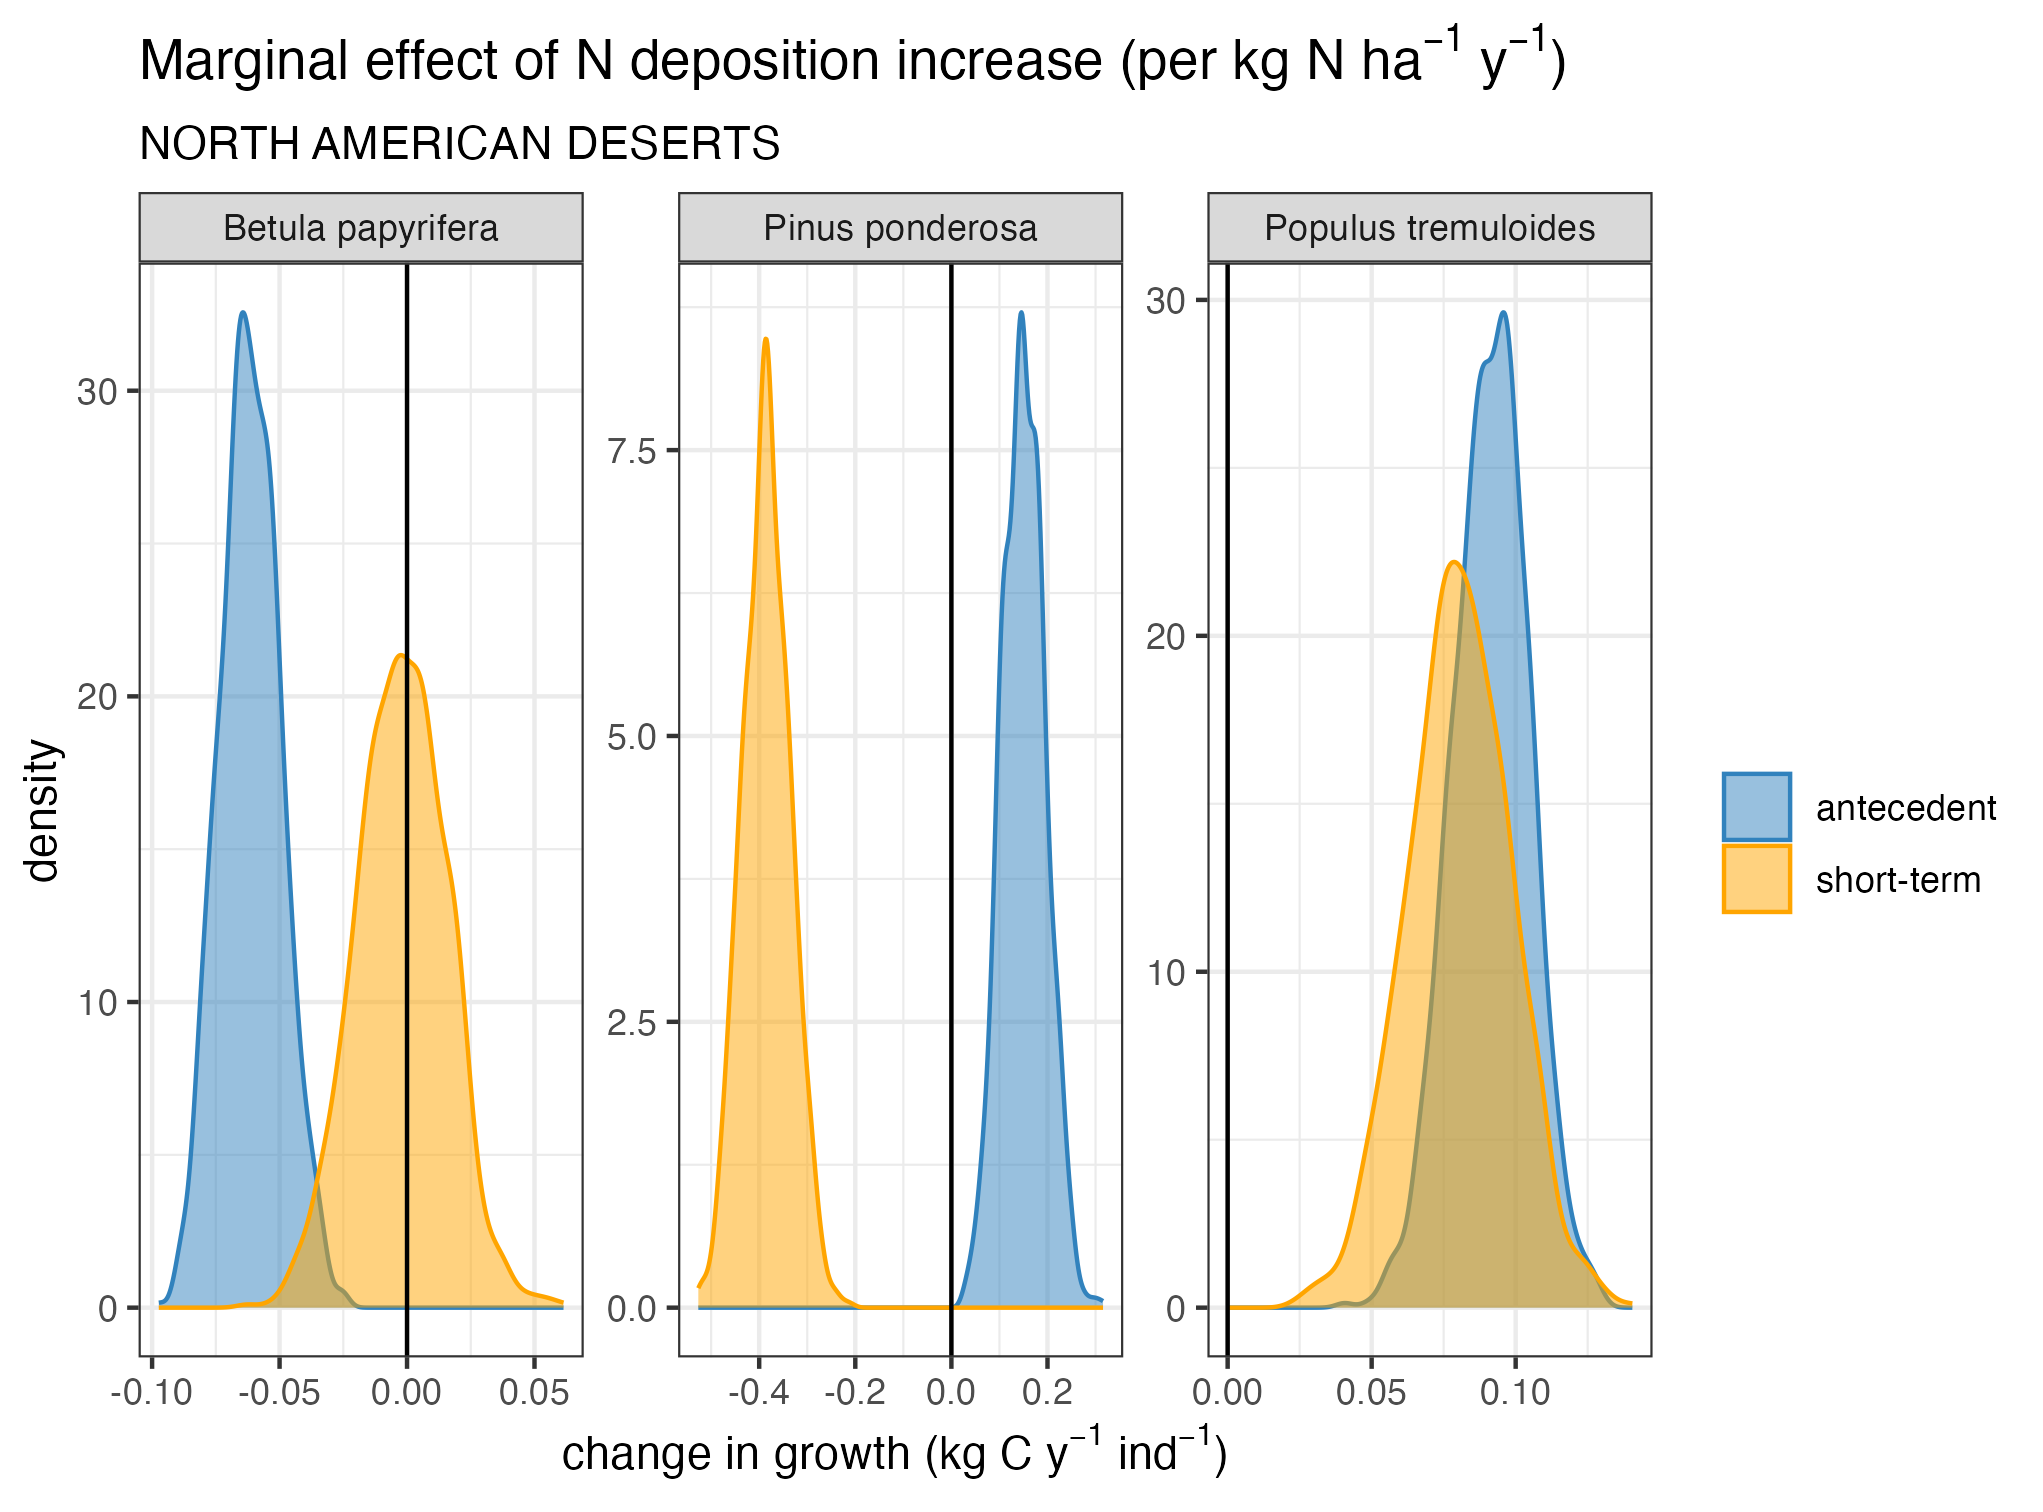 Marginal effect of N deposition increase (per kg N ha⁻¹ y⁻¹)
NORTH AMERICAN DESERTS
Betula papyrifera
Pinus ponderosa
Populus tremuloides
density
30
20
10
0
-0.10 -0.05 0.00 0.05
7.5
5.0
2.5
0.0
-0.4 -0.2 0.0 0.2
30
20
10
0
0.00 0.05 0.10
change in growth (kg C y⁻¹ ind⁻¹)
antecedent
short-term